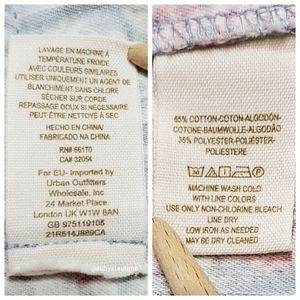 LAVAGE EN MACHINE À
TEMPÉRATURE FROIDE
AVEC COULEURS SIMILAIRES
UTILISER UNIQUEMENT UN AGENT DE
BLANCHIMENT SANS CHLORE
SÉCHER SUR CORDE
REPASSAGE DOUX SI NÉCESSAIRE
PEUT ÊTRE NETTOYÉ À SEC
HECHO EN CHINA/
FABRICADO NA CHINA
RN# 66170
CA# 32054
For EU- Imported by
Urban Outfitters
Wholesale, Inc
24 Market Place
London UK W1W 8AN
GB 975119105
65% COTTON-COTON-ALGODÓN-
COTONE-BAUMWOLLE-ALGODÃO
35% POLYESTER-POLIÉSTER-
POLIESTERE
MACHINE WASH COLD
WITH LIKE COLORS
USE ONLY NON-CHLORINE BLEACH
LINE DRY
LOW IRON AS NEEDED
MAY BE DRY CLEANED